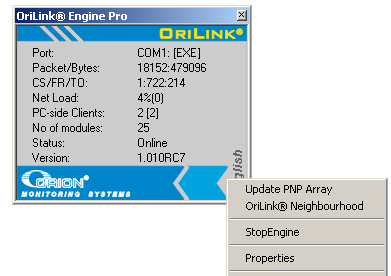 OriLink® Engine Pro
ORILINK®
Port: COM1: [EXE]
Packet/Bytes: 18152:479096
CS/FR/TO: 1:722:214
Net Load: 4%(0)
PC-side Clients: 2 [2]
No of modules: 25
Status: Online
Version: 1.010RC7
ORION®
MONITORING SYSTEMS
Update PNP Array
OriLink® Neighbourhood
StopEngine
Properties